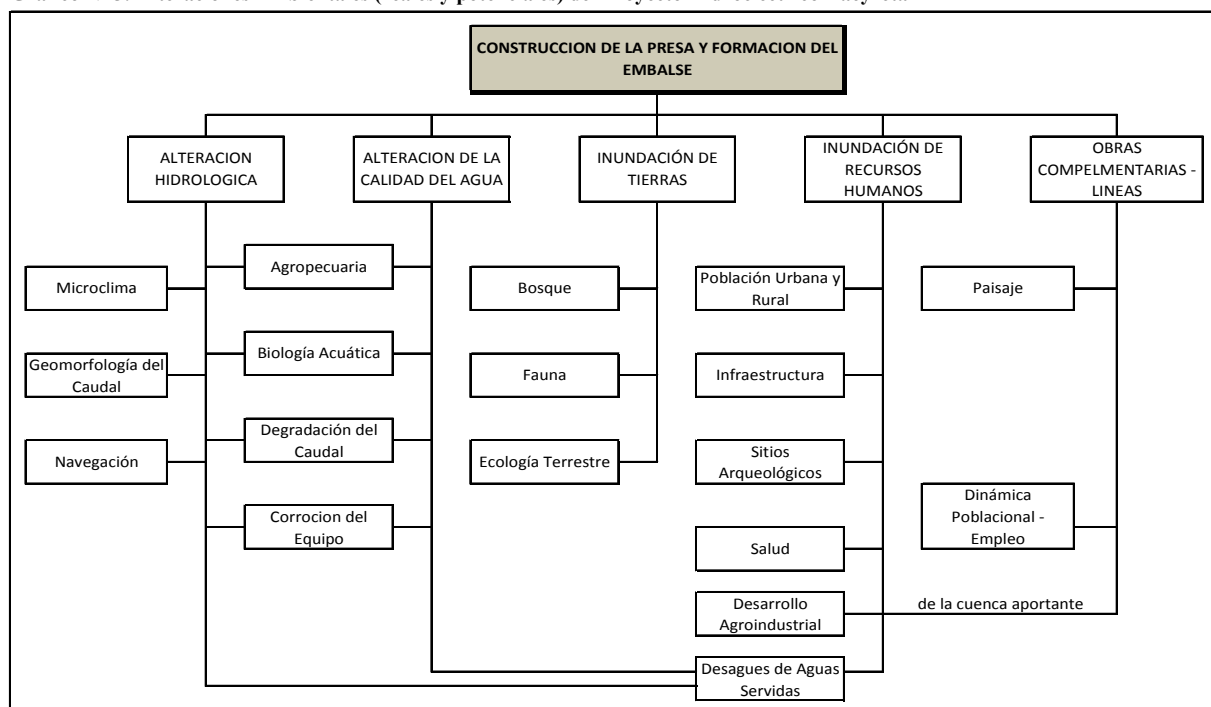 CONSTRUCCION DE LA PRESA Y FORMACION DEL
EMBALSE
ALTERACION
HIDROLOGICA
ALTERACION DE LA
CALIDAD DEL AGUA
INUNDACIÓN DE
TIERRAS
INUNDACIÓN DE
RECURSOS
HUMANOS
OBRAS
COMPELMENTARIAS -
LINEAS
Microclima
Geomorfología del
Caudal
Navegación
Agropecuaria
Biología Acuática
Degradación del
Caudal
Corrocion del
Equipo
Bosque
Fauna
Ecología Terrestre
Población Urbana y
Rural
Infraestructura
Sitios
Arqueológicos
Salud
Desarrollo
Agroindustrial
Desagues de Aguas
Servidas
Paisaje
Dinámica
Poblacional -
Empleo
de la cuenca aportante